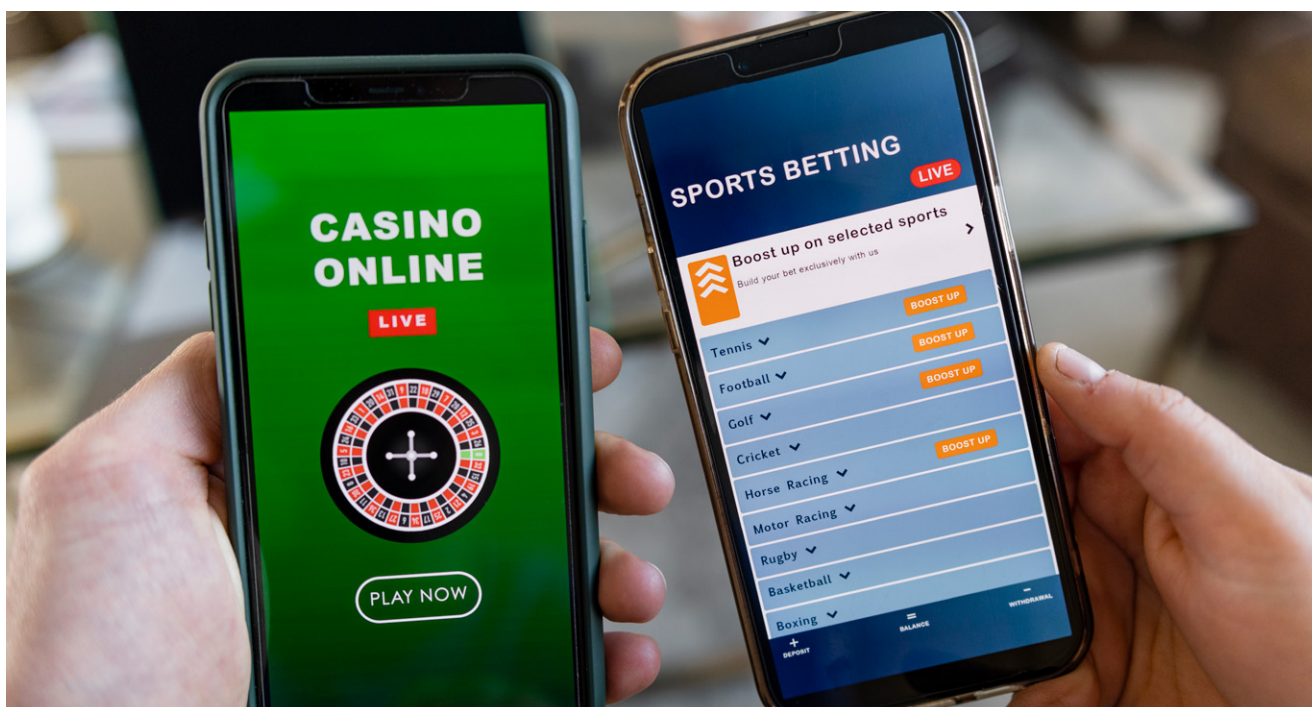 CASINO
ONLINE
LIVE
PLAY NOW
SPORTS BETTING
LIVE
Boost up on selected sports
Build your bet exclusively with us
Tennis
BOOST UP
Football
BOOST UP
Golf
BOOST UP
Cricket
Horse Racing
BOOST UP
Motor Racing
Rugby
Basketball
Boxing
+
DEPOSIT
=
BALANCE
-
WITHDRAWAL